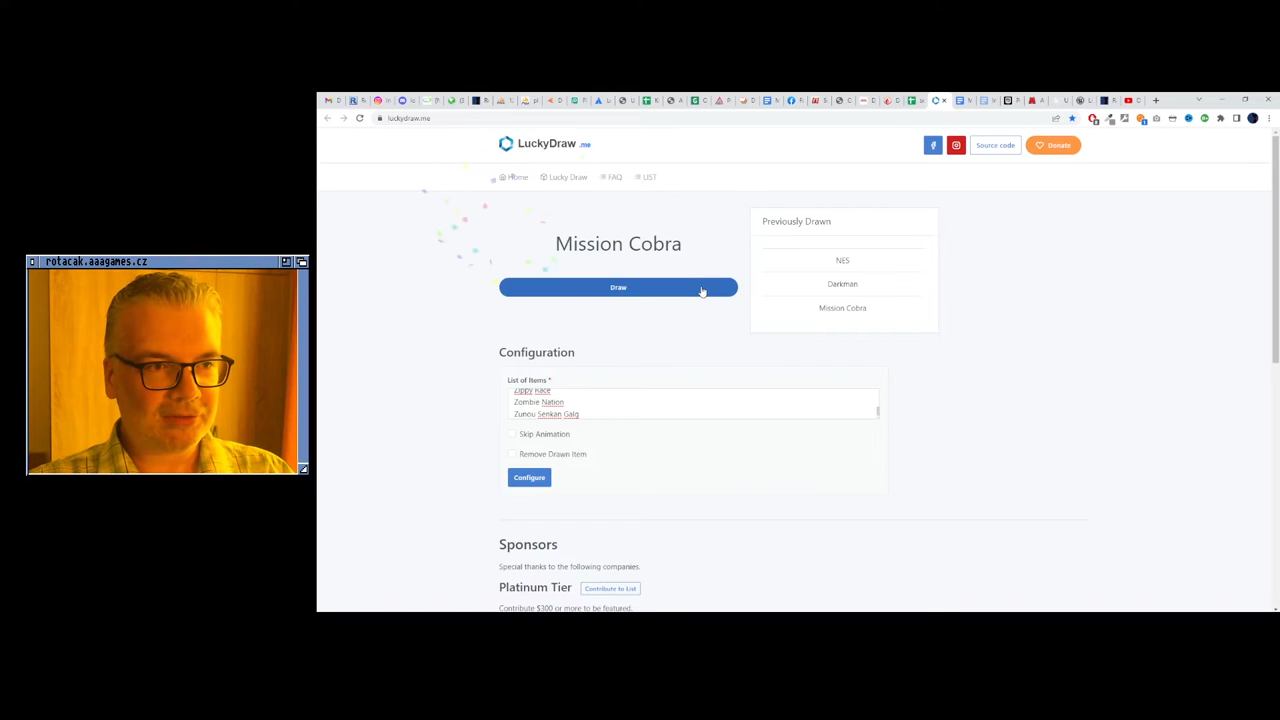 luckydraw.me
rotacak.aaagames.cz
LuckyDraw .me
Source code
Donate
Home
Lucky Draw
FAQ
LIST
Mission Cobra
Draw
Previously Drawn
NES
Darkman
Mission Cobra
Configuration
List of Items *
Zippy Race
Zombie Nation
Zunou Senkan Galg
Skip Animation
Remove Drawn Item
Configure
Sponsors
Special thanks to the following companies.
Platinum Tier
Contribute to List
Contribute $300 or more to be featured.